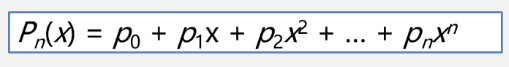 Pₙ(x) = p₀ + p₁x + p₂x² + ... + pₙxⁿ